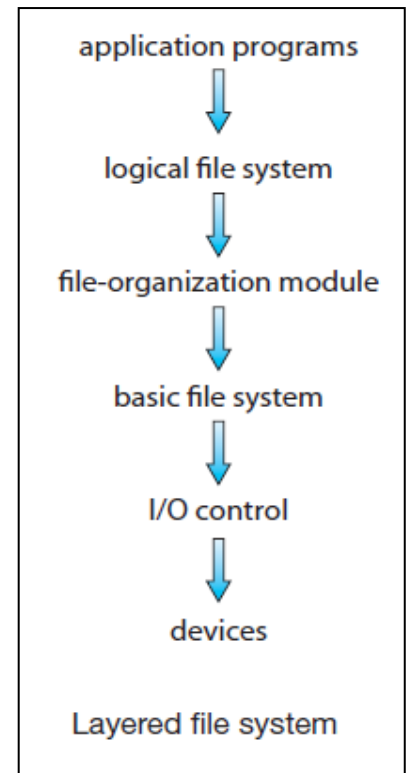 application programs
logical file system
file-organization module
basic file system
I/O control
devices
Layered file system